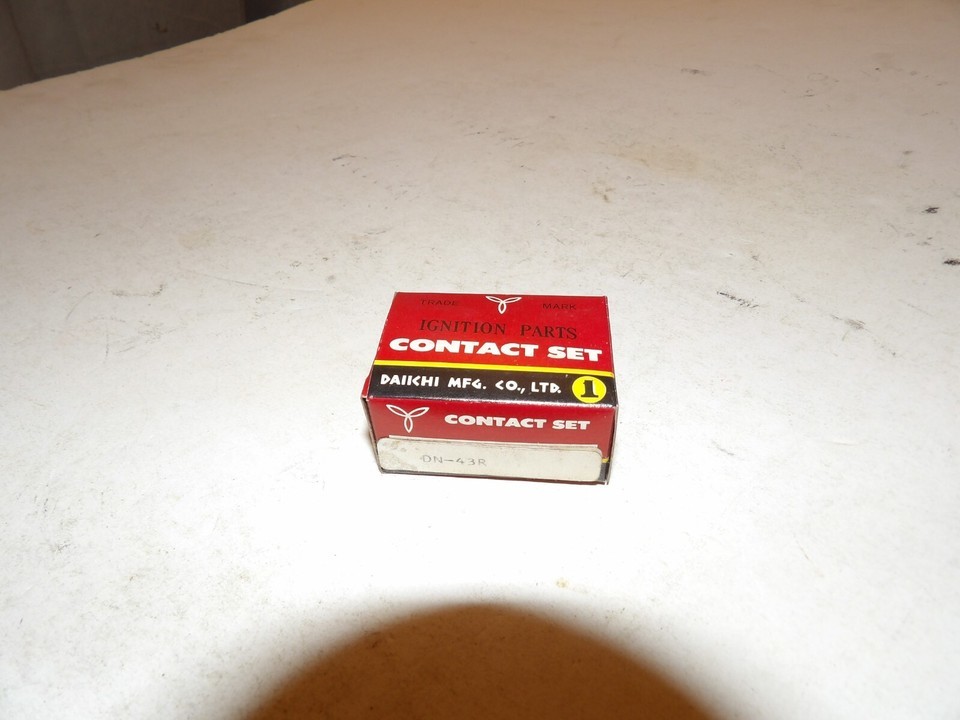 TRADE MARK
IGNITION PARTS
CONTACT SET
DAIICHI MFG. CO., LTD. 1
CONTACT SET
DN-43R